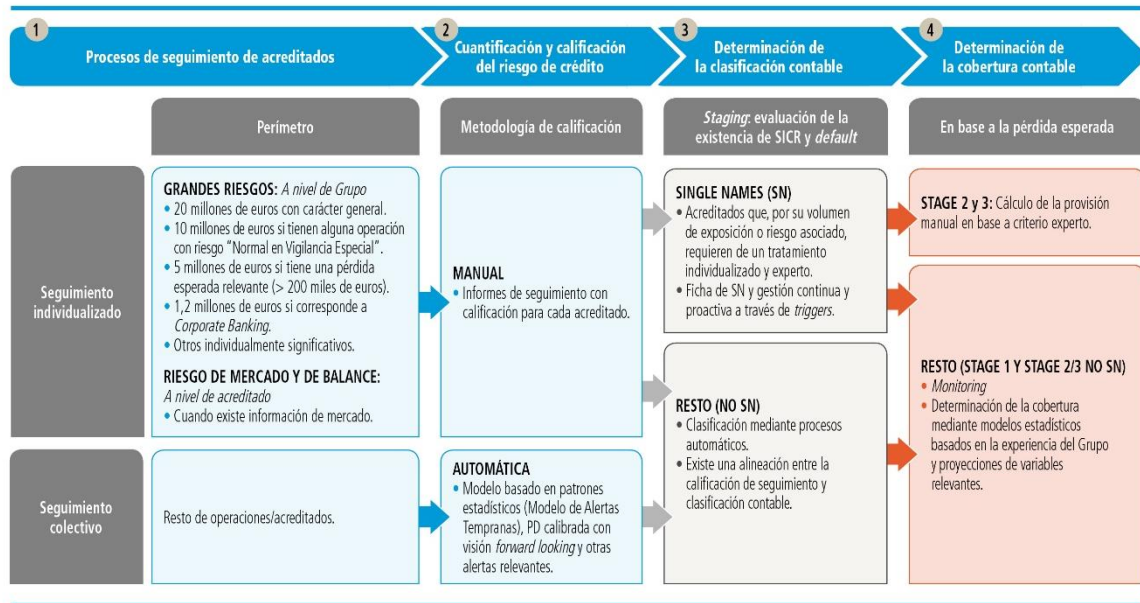 1
Procesos de seguimiento de acreditados
2
Cuantificación y calificación
del riesgo de crédito
3
Determinación de
la clasificación contable
4
Determinación de
la cobertura contable
Perímetro
Metodología de calificación
Staging: evaluación de la
existencia de SICR y default
En base a la pérdida esperada
Seguimiento
individualizado
GRANDES RIESGOS: A nivel de Grupo
• 20 millones de euros con carácter general.
• 10 millones de euros si tienen alguna operación
con riesgo "Normal en Vigilancia Especial".
• 5 millones de euros si tiene una pérdida
esperada relevante (> 200 miles de euros).
• 1,2 millones de euros si corresponde a
Corporate Banking.
• Otros individualmente significativos.
RIESGO DE MERCADO Y DE BALANCE:
A nivel de acreditado
• Cuando existe información de mercado.
MANUAL
• Informes de seguimiento con
calificación para cada acreditado.
SINGLE NAMES (SN)
• Acreditados que, por su volumen
de exposición o riesgo asociado,
requieren de un tratamiento
individualizado y experto.
• Ficha de SN y gestión continua y
proactiva a través de triggers.
STAGE 2 y 3: Cálculo de la provisión
manual en base a criterio experto.
RESTO (NO SN)
• Clasificación mediante procesos
automáticos.
• Existe una alineación entre la
calificación de seguimiento y
clasificación contable.
RESTO (STAGE 1 Y STAGE 2/3 NO SN)
• Monitoring
• Determinación de la cobertura
mediante modelos estadísticos
basados en la experiencia del Grupo
y proyecciones de variables
relevantes.
Seguimiento
colectivo
Resto de operaciones/acreditados.
AUTOMÁTICA
• Modelo basado en patrones
estadísticos (Modelo de Alertas
Tempranas), PD calibrada con
visión forward looking y otras
alertas relevantes.